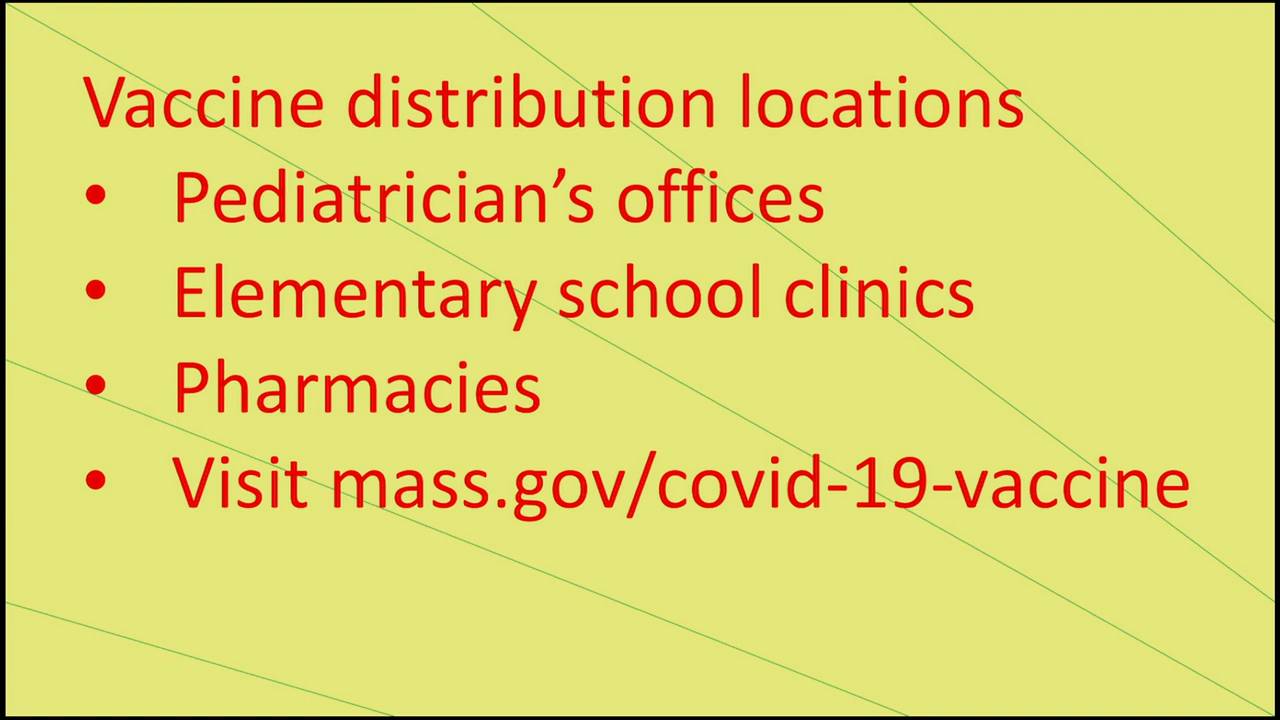 Vaccine distribution locations
• Pediatrician’s offices
• Elementary school clinics
• Pharmacies
• Visit mass.gov/covid-19-vaccine